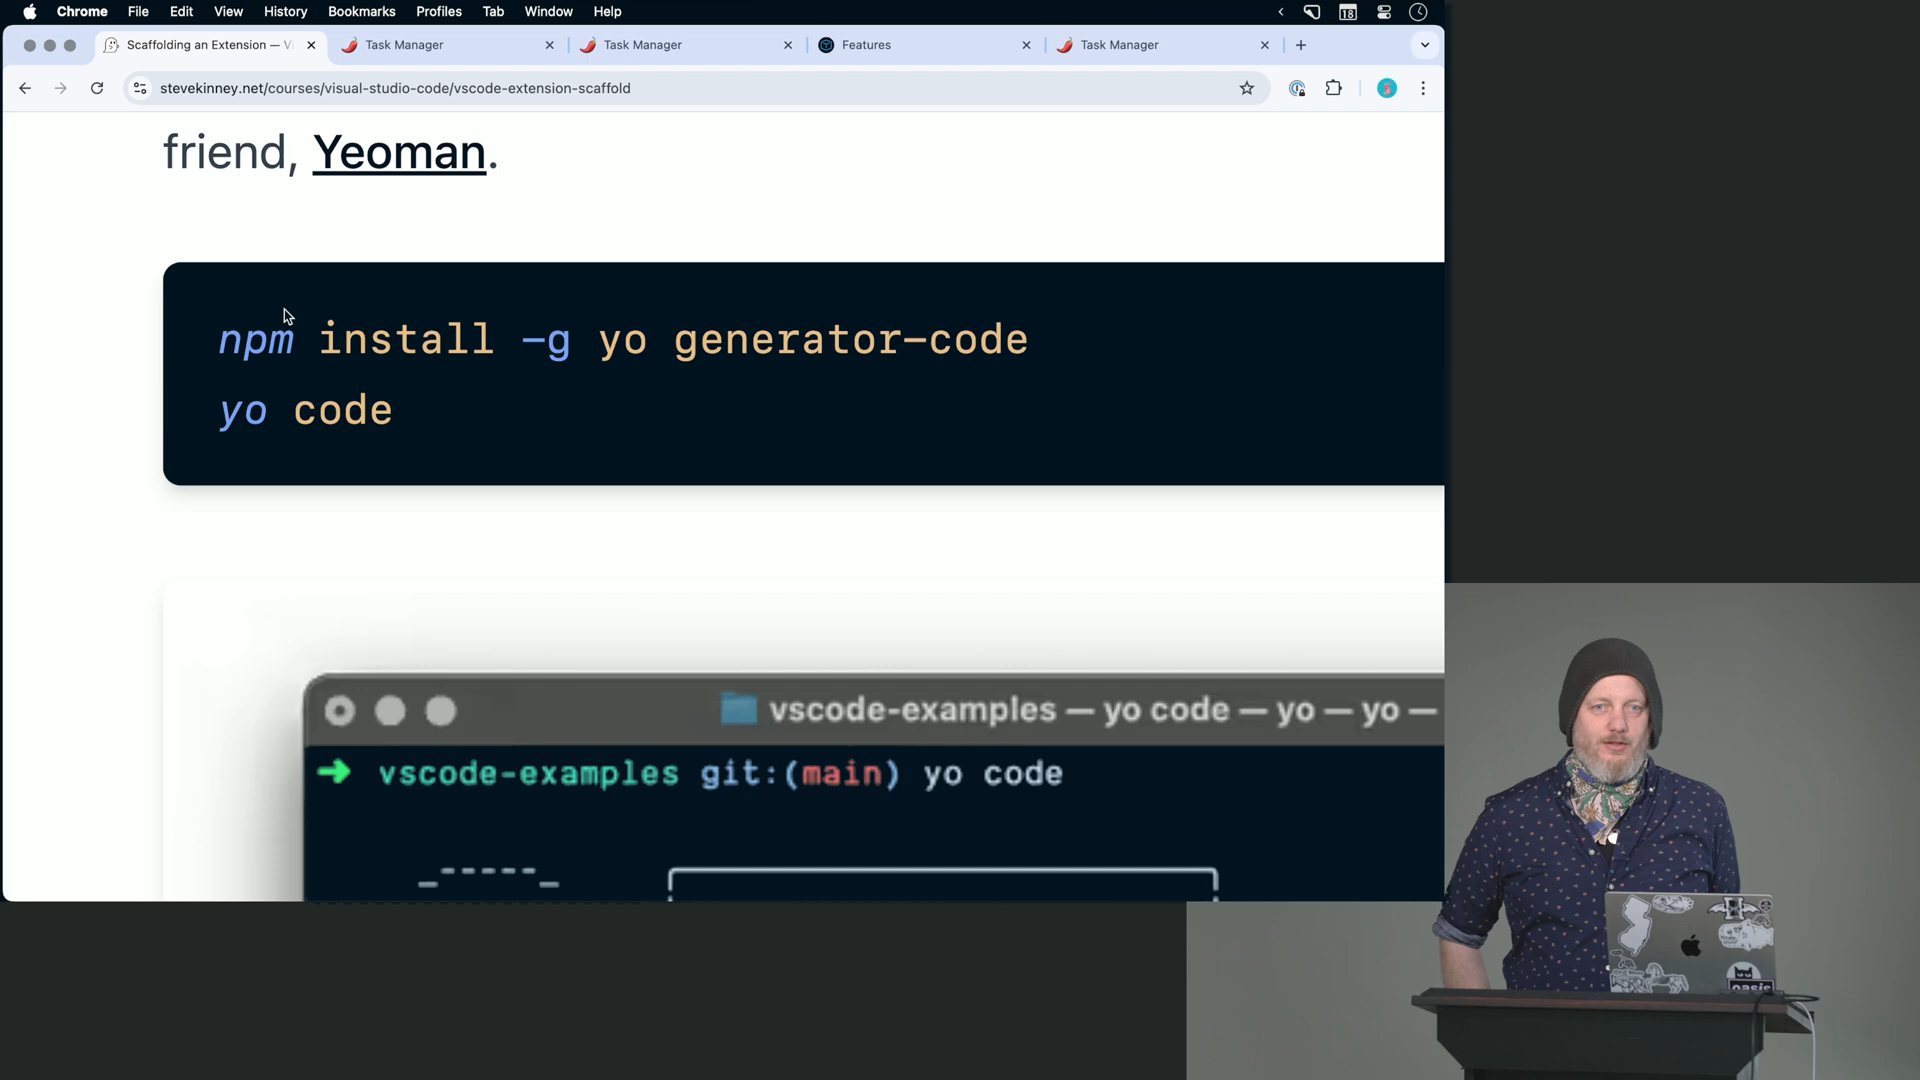 Chrome File Edit View History Bookmarks Profiles Tab Window Help
18
Scaffolding an Extension — V
Task Manager
Task Manager
Features
Task Manager
stevekinney.net/courses/visual-studio-code/vscode-extension-scaffold
friend, Yeoman.
npm install -g yo generator-code
yo code
vscode-examples — yo code — yo — yo —
➜ vscode-examples git:(main) yo code
oasis